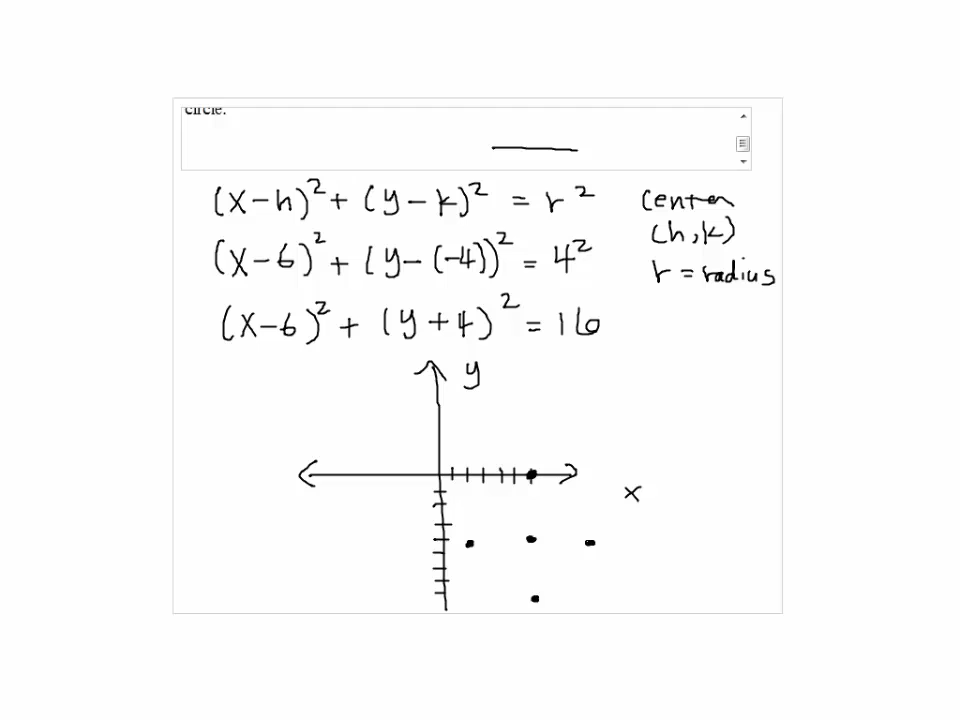 circle.
(x-h)² + (y-k)² = r²
center
(h,k)
(x-6)² + (y-(-4))² = 4²
r = radius
(x-6)² + (y+4)² = 16
y
x